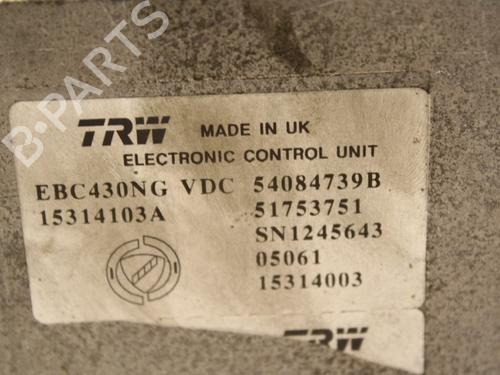 TRW MADE IN UK
ELECTRONIC CONTROL UNIT
EBC430NG VDC 54084739B
15314103A 51753751
SN1245643
05061
15314003
TRW
B-PARTS